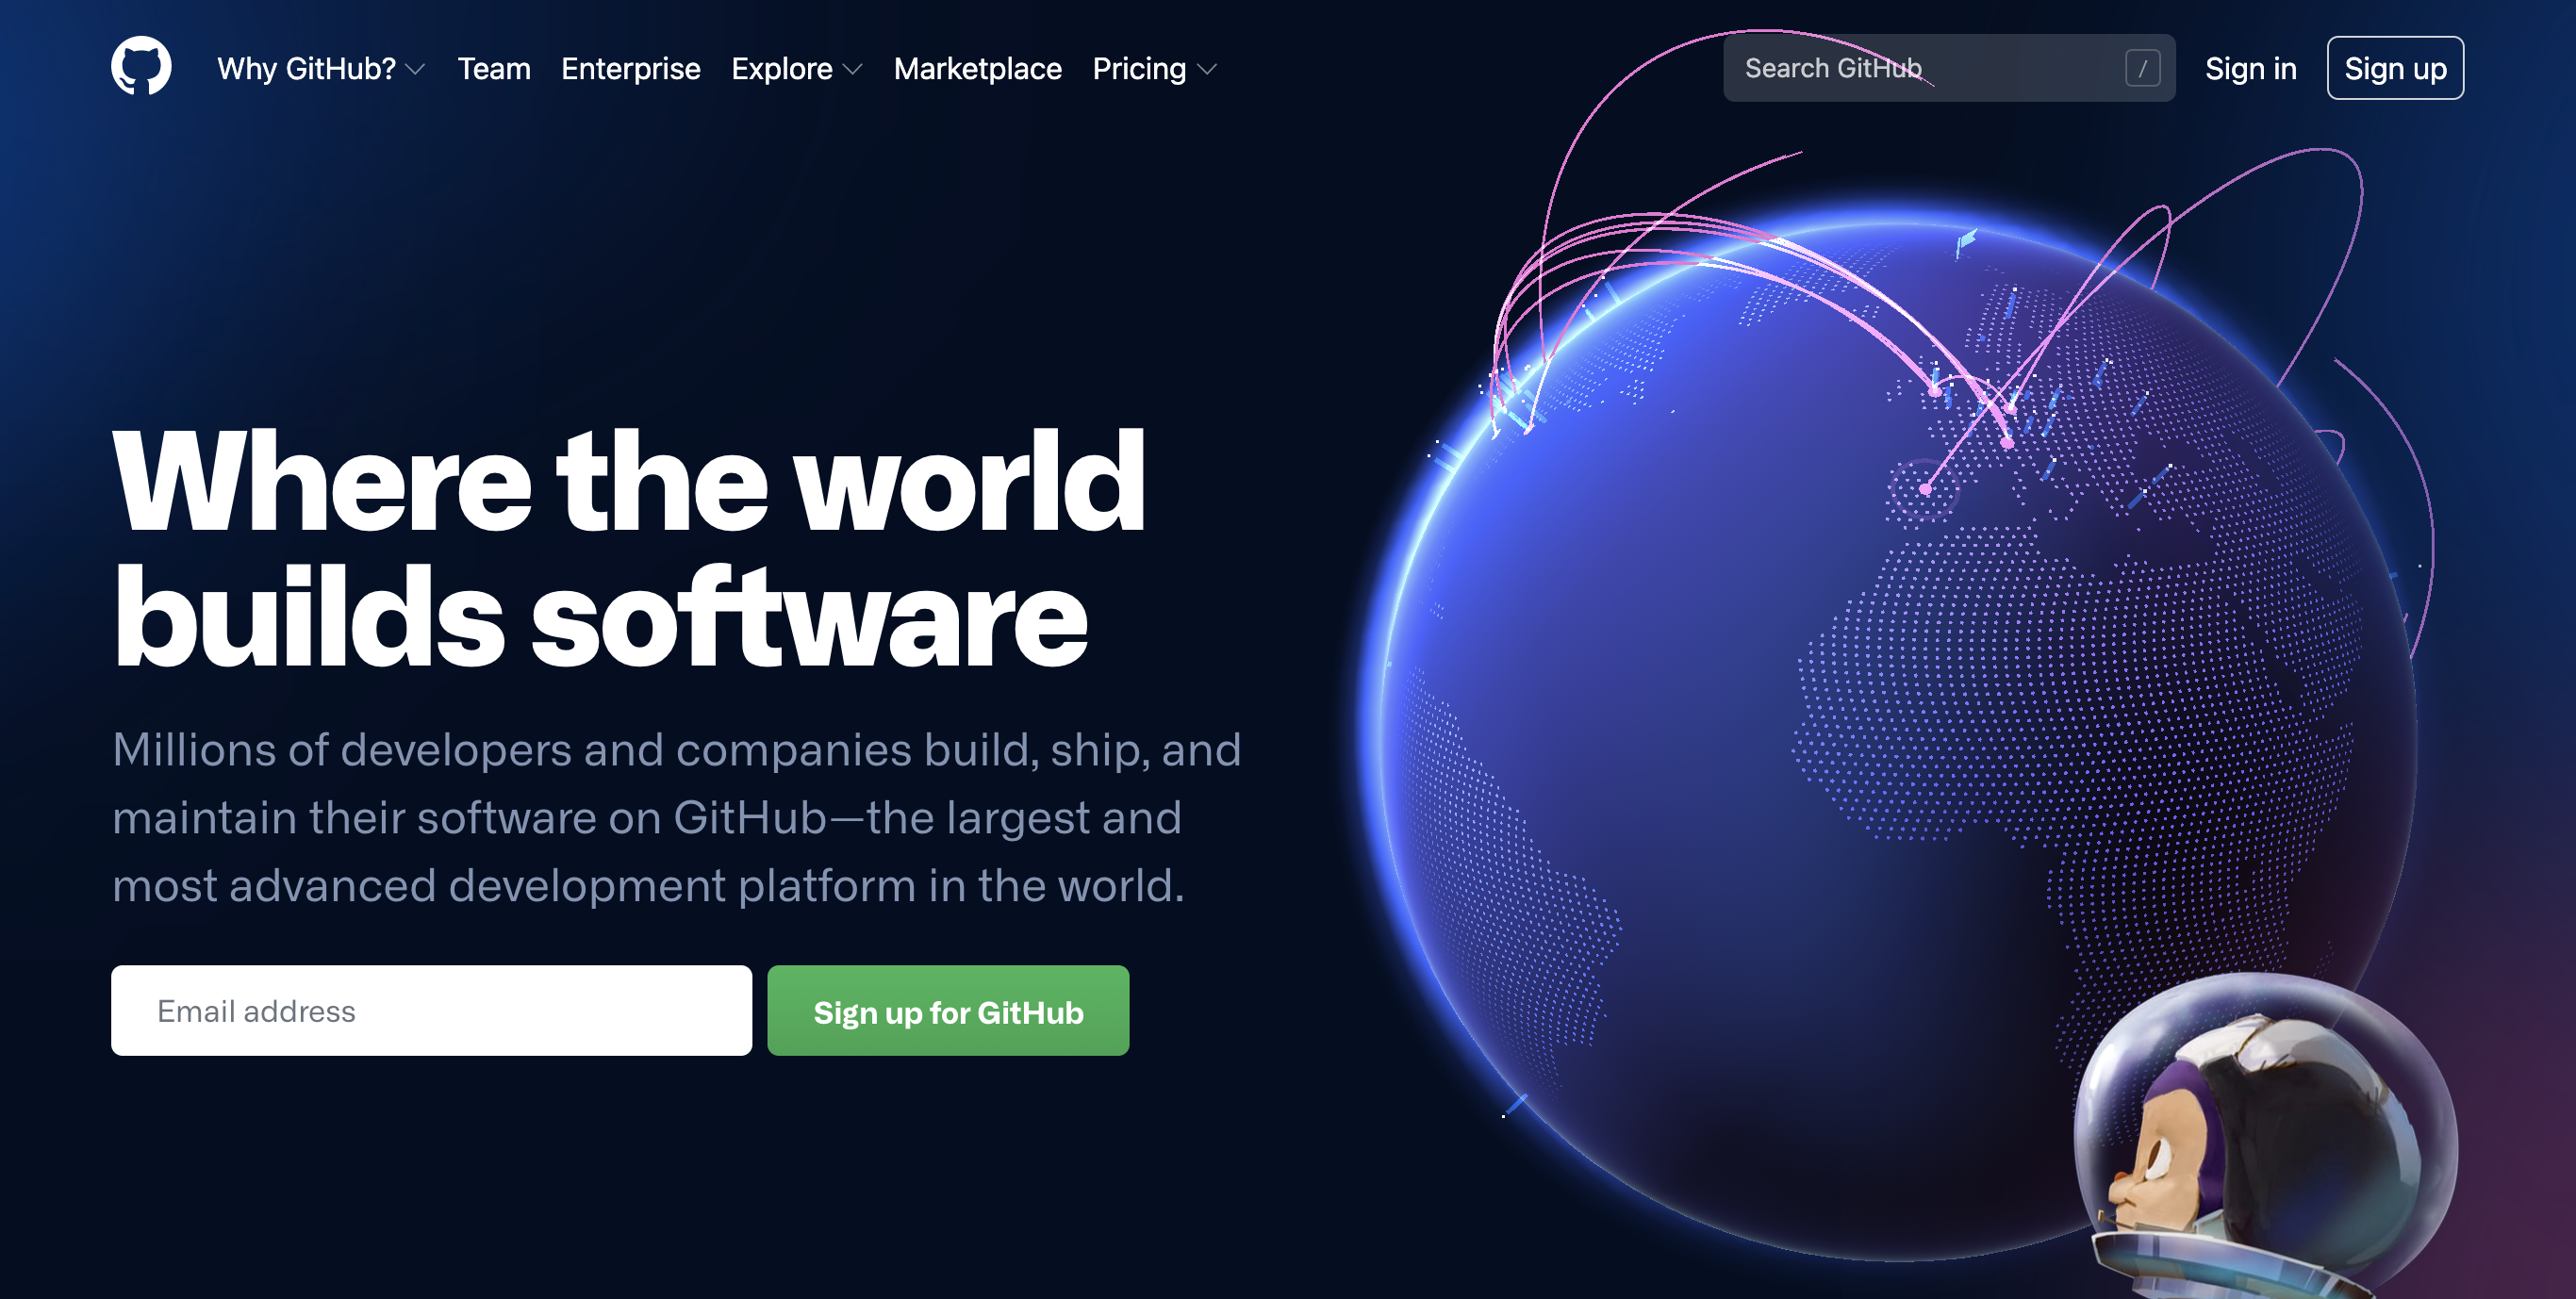 Why GitHub? Team Enterprise Explore Marketplace Pricing Search GitHub / Sign in Sign up
Where the world
builds software
Millions of developers and companies build, ship, and
maintain their software on GitHub—the largest and
most advanced development platform in the world.
Email address Sign up for GitHub